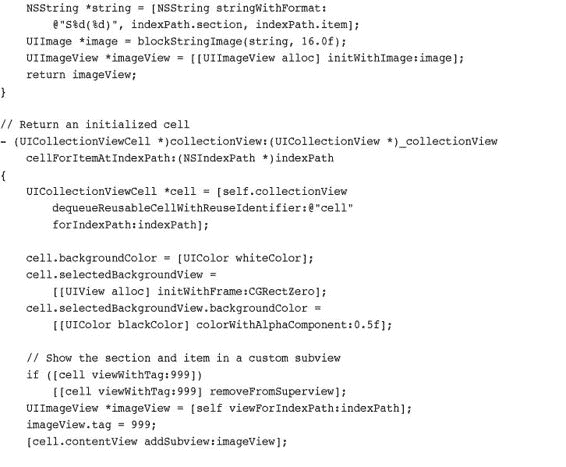 NSString *string = [NSString stringWithFormat:
@"S%d(%d)", indexPath.section, indexPath.item];
UIImage *image = blockStringImage(string, 16.0f);
UIImageView *imageView = [[UIImageView alloc] initWithImage:image];
return imageView;
}
// Return an initialized cell
- (UICollectionViewCell *)collectionView:(UICollectionView *)_collectionView
cellForItemAtIndexPath:(NSIndexPath *)indexPath
{
UICollectionViewCell *cell = [self.collectionView
dequeueReusableCellWithReuseIdentifier:@"cell"
forIndexPath:indexPath];
cell.backgroundColor = [UIColor whiteColor];
cell.selectedBackgroundView =
[[UIView alloc] initWithFrame:CGRectZero];
cell.selectedBackgroundView.backgroundColor =
[[UIColor blackColor] colorWithAlphaComponent:0.5f];
// Show the section and item in a custom subview
if ([cell viewWithTag:999])
[[cell viewWithTag:999] removeFromSuperview];
UIImageView *imageView = [self viewForIndexPath:indexPath];
imageView.tag = 999;
[cell.contentView addSubview:imageView];